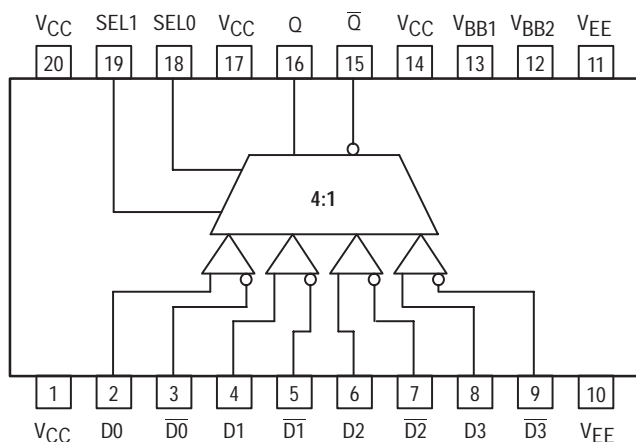 VCC SEL1 SEL0 VCC Q Q̅ VCC VBB1 VBB2 VEE
20 19 18 17 16 15 14 13 12 11
4:1
1 2 3 4 5 6 7 8 9 10
VCC D0 D̅0̅ D1 D̅1̅ D2 D̅2̅ D3 D̅3̅ VEE